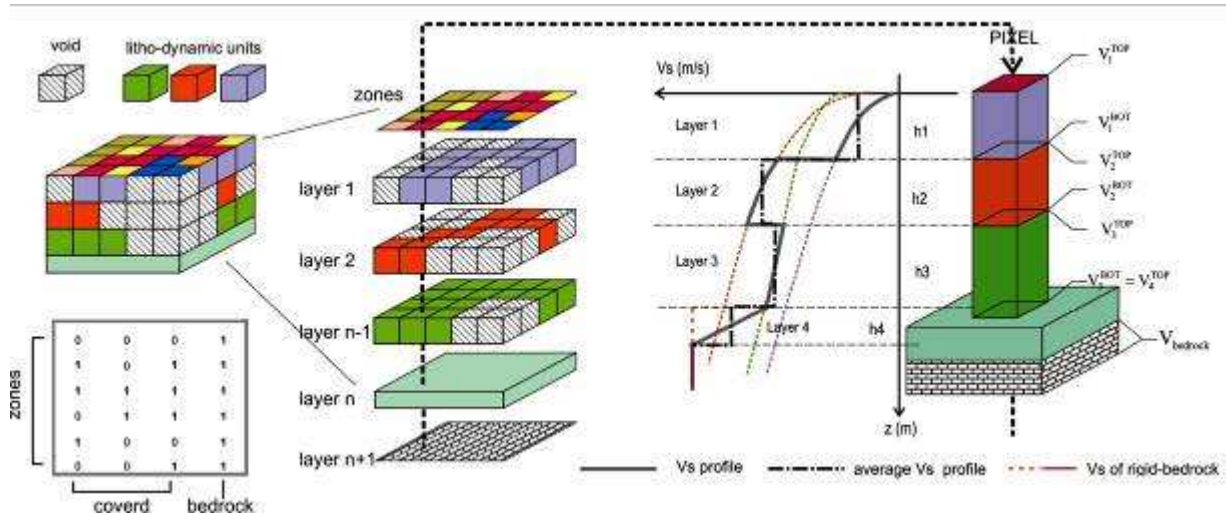 void
litho-dynamic units
zones
layer 1
layer 2
layer n-1
layer n
layer n+1
zones
0 0 0 1
1 0 1 1
1 1 1 1
0 1 1 1
1 0 0 1
0 0 1 1
coverd bedrock
Vs (m/s)
Layer 1
Layer 2
Layer 3
Layer 4
h1
h2
h3
h4
z (m)
PIXEL
V1TOP
V1BOT
V2TOP
V2BOT
V3TOP
BOT = V4TOP
Vbedrock
Vs profile
average Vs profile
Vs of rigid-bedrock